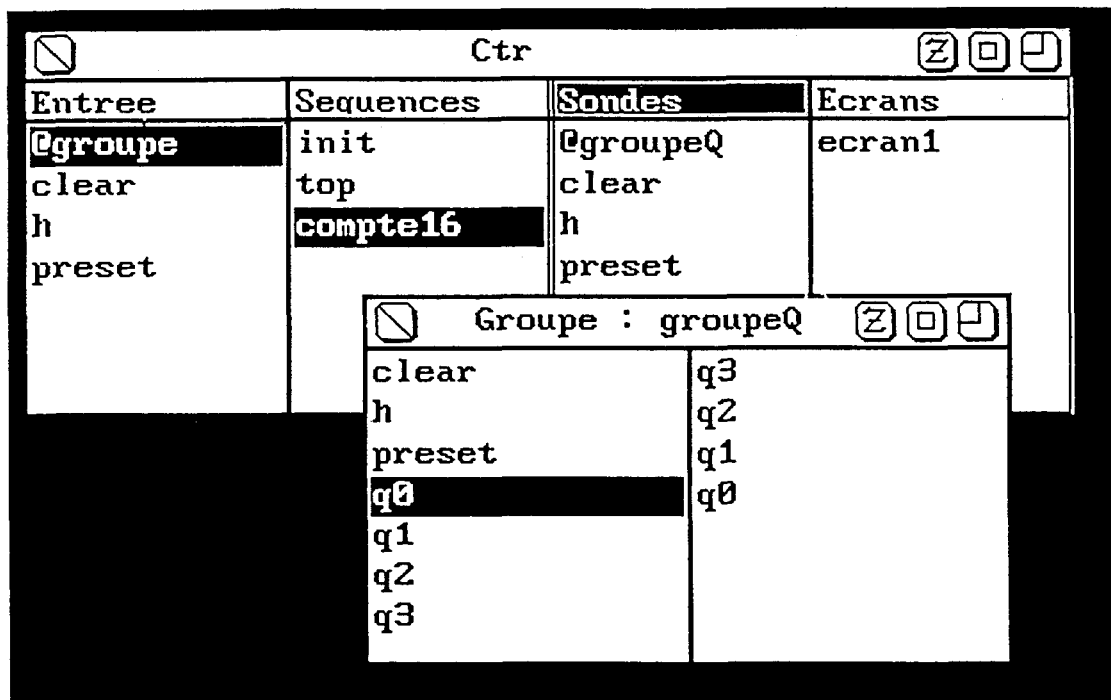 Ctr
Entree
@groupe
clear
h
preset
Sequences
init
top
compte16
Sondes
@groupeQ
clear
h
preset
Ecrans
ecran1
Groupe : groupeQ
clear
h
preset
q0
q1
q2
q3
q3
q2
q1
q0